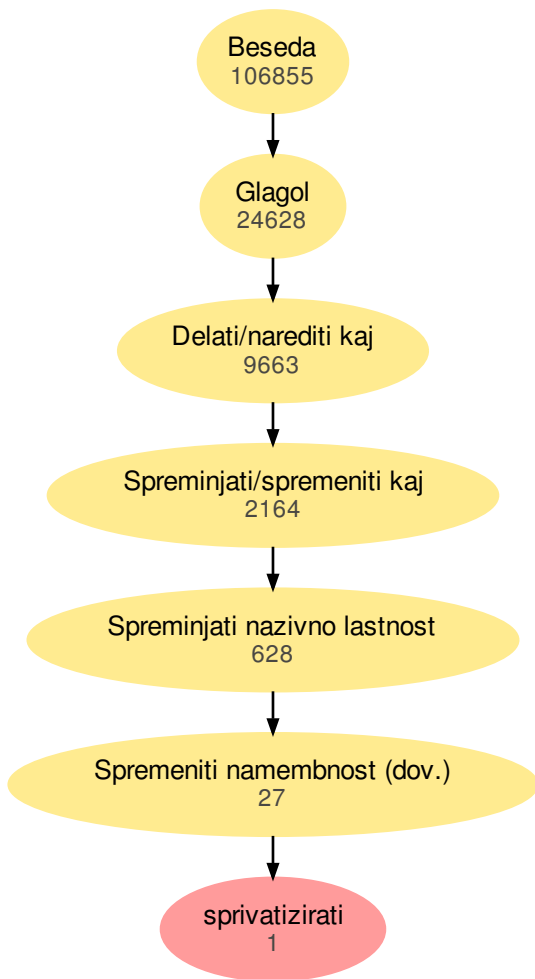 Beseda
106855
Glagol
24628
Delati/narediti kaj
9663
Spreminjati/spremeniti kaj
2164
Spreminjati nazivno lastnost
628
Spremeniti namembnost (dov.)
27
sprivatizirati
1